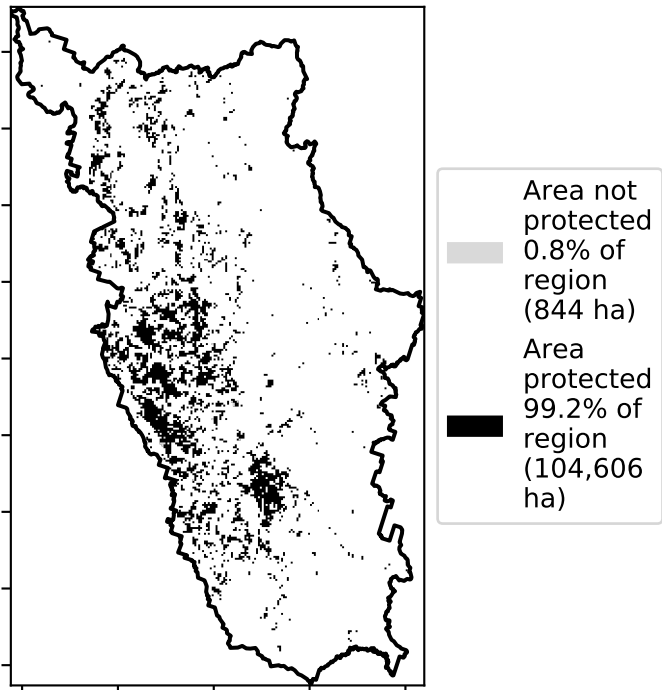 Area not
protected
0.8% of
region
(844 ha)
Area
protected
99.2% of
region
(104,606
ha)